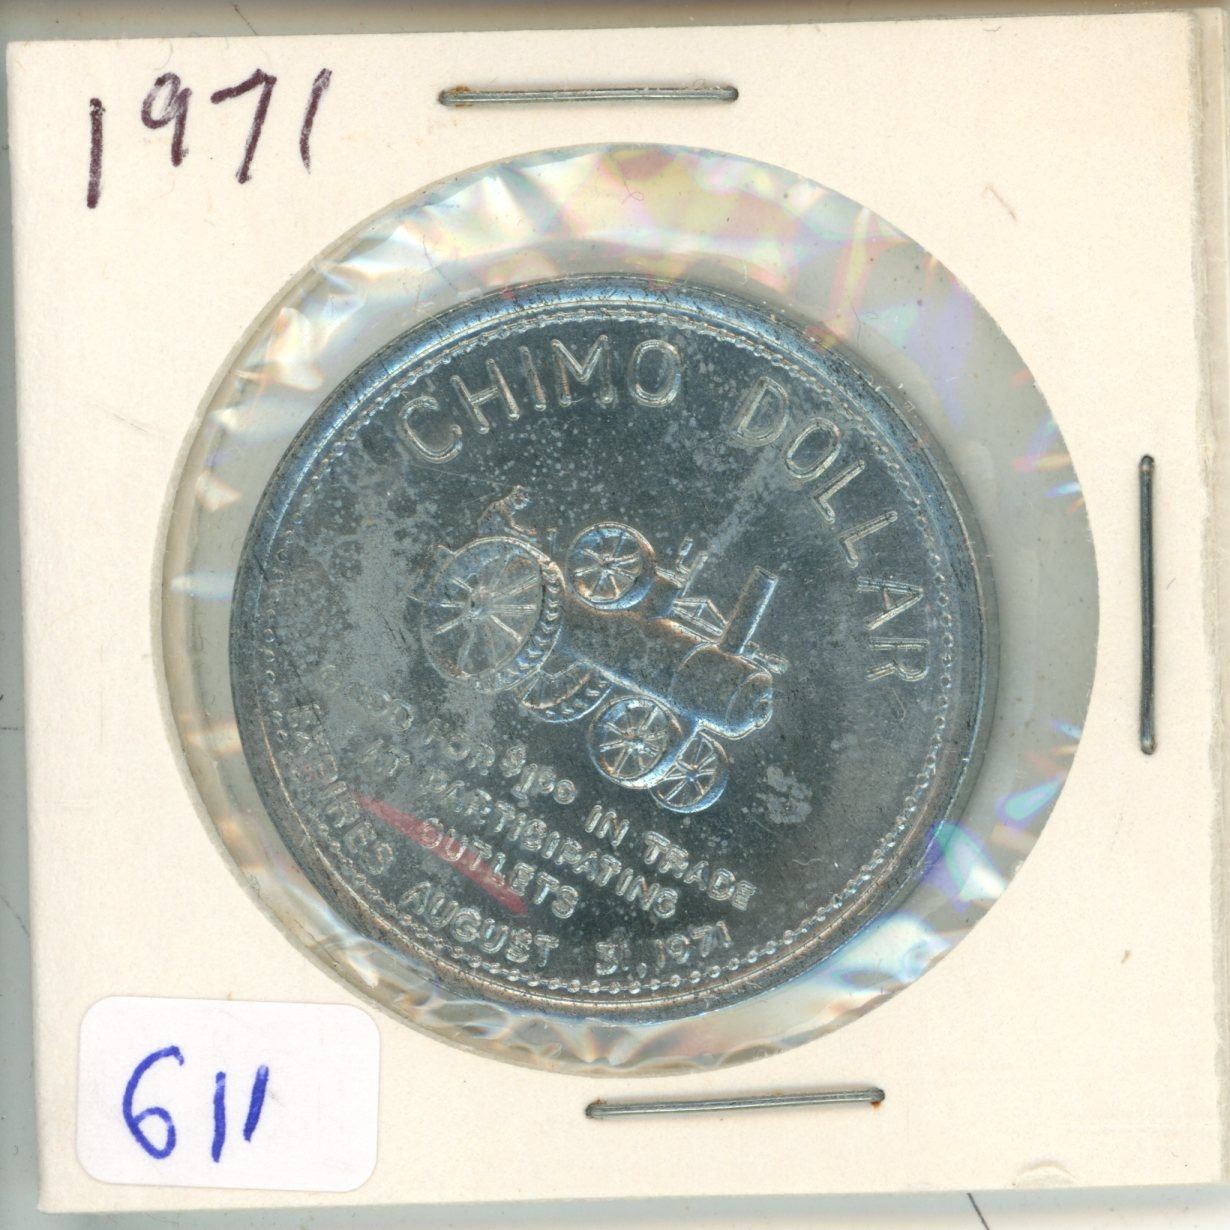 1971
CHIMO DOLLAR
GOOD FOR $1.00 IN TRADE
AT PARTICIPATING
OUTLETS
EXPIRES AUGUST 31, 1971
611